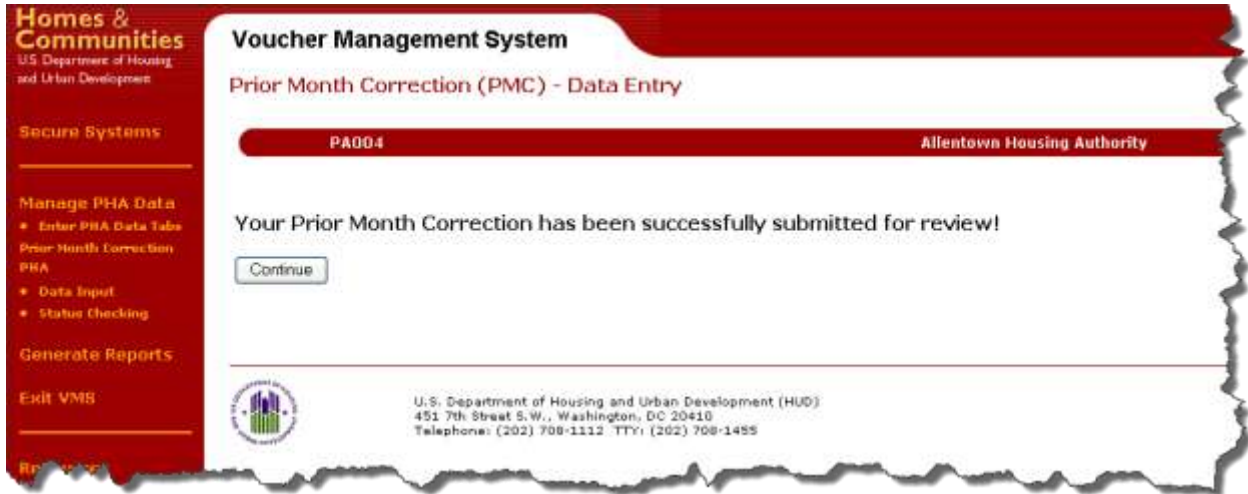 Homes &
Communities
U.S. Department of Housing
and Urban Development
Secure Systems
Manage PHA Data
• Enter PHA Data Tabs
Prior Month Correction
PHA
• Data Input
• Status Checking
Generate Reports
Exit VMS
Voucher Management System
Prior Month Correction (PMC) - Data Entry
PA004 Allentown Housing Authority
Your Prior Month Correction has been successfully submitted for review!
Continue
U.S. Department of Housing and Urban Development (HUD)
451 7th Street S.W., Washington, DC 20410
Telephone: (202) 708-1112 TTY: (202) 708-1455